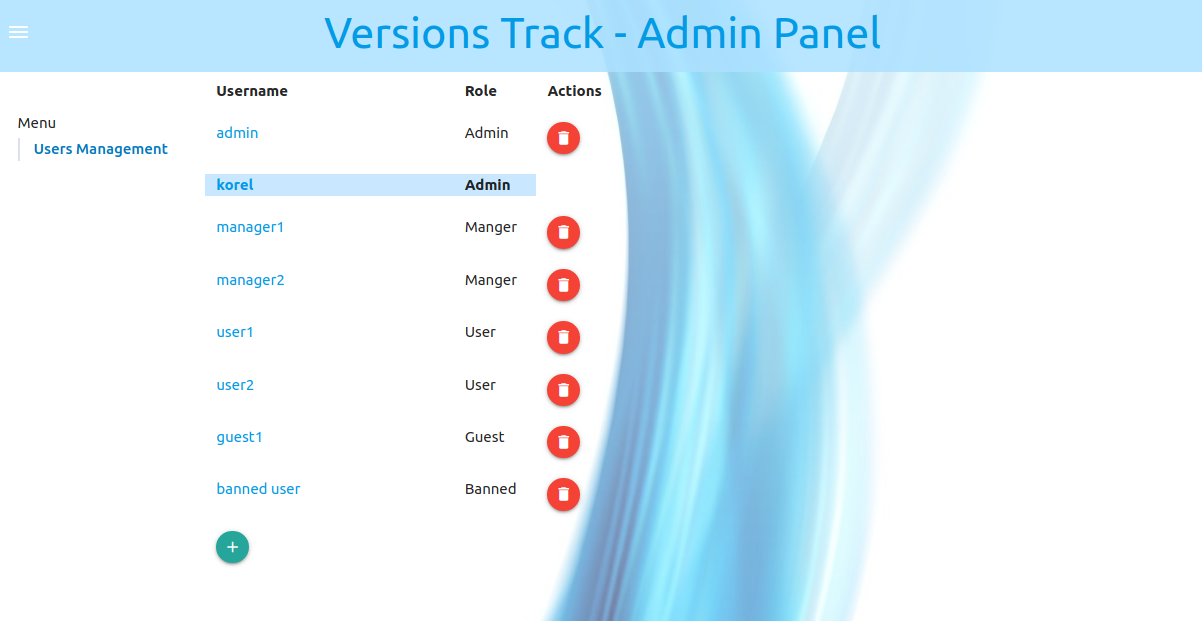 Versions Track - Admin Panel
Menu
Users Management
Username Role Actions
admin Admin
korel Admin
manager1 Manger
manager2 Manger
user1 User
user2 User
guest1 Guest
banned user Banned